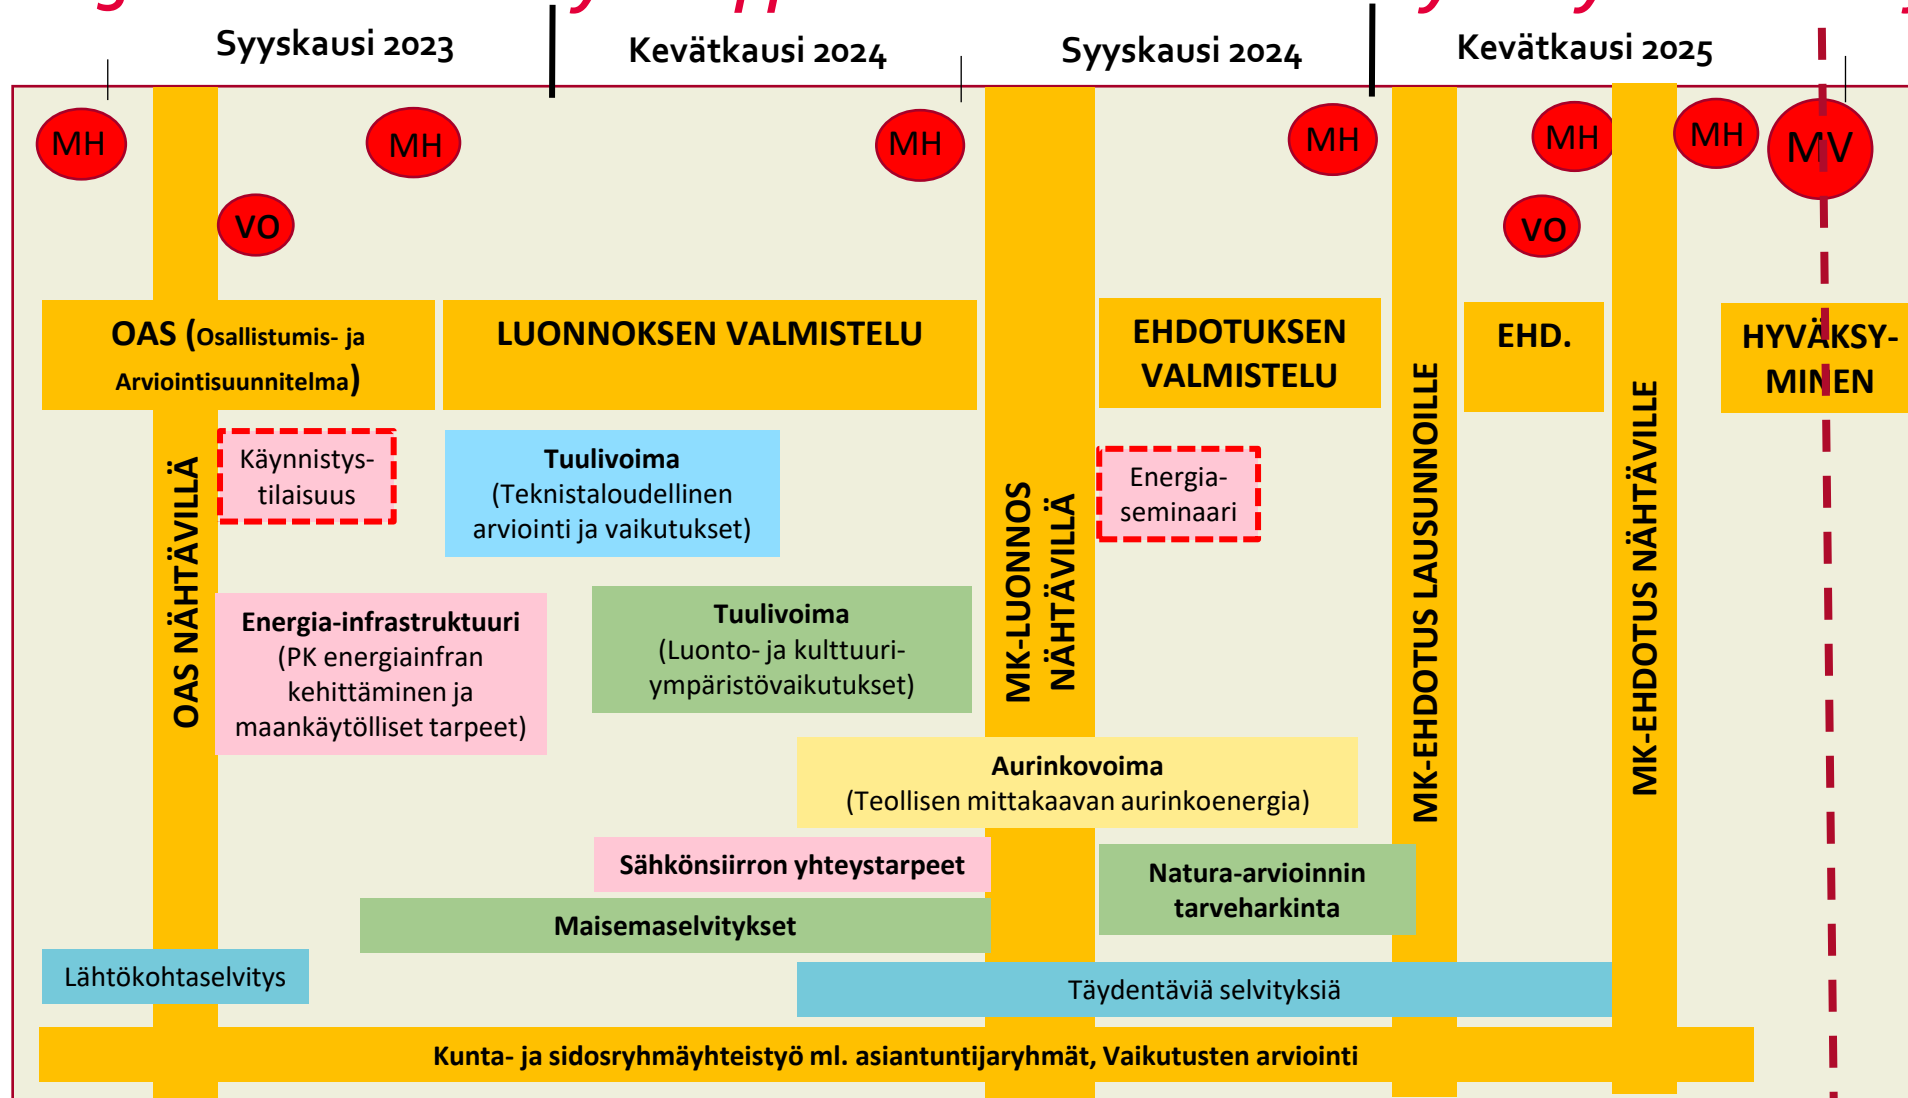 Syyskausi 2023
Kevätkausi 2024
Syyskausi 2024
Kevätkausi 2025
MH
MH
MH
MH
MH
MH
MV
VO
VO
OAS (Osallistumis- ja
Arviointisuunnitelma)
LUONNOKSEN VALMISTELU
EHDOTUKSEN
VALMISTELU
EHD.
HYVÄKSY-
MINEN
OAS NÄHTÄVILLÄ
MK-LUONNOS
NÄHTÄVILLÄ
MK-EHDOTUS LAUSUNNOILLE
MK-EHDOTUS NÄHTÄVILLE
Käynnistys-
tilaisuus
Tuulivoima
(Teknistaloudellinen
arviointi ja vaikutukset)
Energia-
seminaari
Energia-infrastruktuuri
(PK energiainfran
kehittäminen ja
maankäytölliset tarpeet)
Tuulivoima
(Luonto- ja kulttuuri-
ympäristövaikutukset)
Aurinkovoima
(Teollisen mittakaavan aurinkoenergia)
Sähkönsiirron yhteystarpeet
Natura-arvioinnin
tarveharkinta
Maisemaselvitykset
Lähtökohtaselvitys
Täydentäviä selvityksiä
Kunta- ja sidosryhmäyhteistyö ml. asiantuntijaryhmät, Vaikutusten arviointi